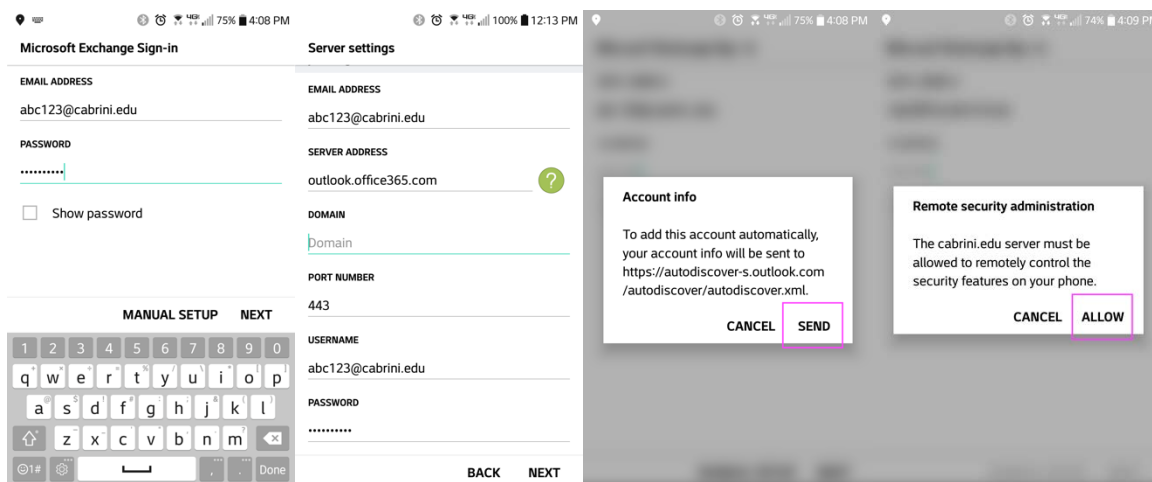 75% 4:08 PM
Microsoft Exchange Sign-in
EMAIL ADDRESS
abc123@cabrini.edu
PASSWORD
••••••••••
Show password
MANUAL SETUP NEXT
1 2 3 4 5 6 7 8 9 0
q w e r t y u i o p
a s d f g h j k l
z x c v b n m
1# , . Done
100% 12:13 PM
Server settings
EMAIL ADDRESS
abc123@cabrini.edu
SERVER ADDRESS
outlook.office365.com
?
DOMAIN
Domain
PORT NUMBER
443
USERNAME
abc123@cabrini.edu
PASSWORD
••••••••••
BACK NEXT
75% 4:08 PM
Account info
To add this account automatically,
your account info will be sent to
https://autodiscover-s.outlook.com
/autodiscover/autodiscover.xml.
CANCEL SEND
74% 4:09 PM
Remote security administration
The cabrini.edu server must be
allowed to remotely control the
security features on your phone.
CANCEL ALLOW